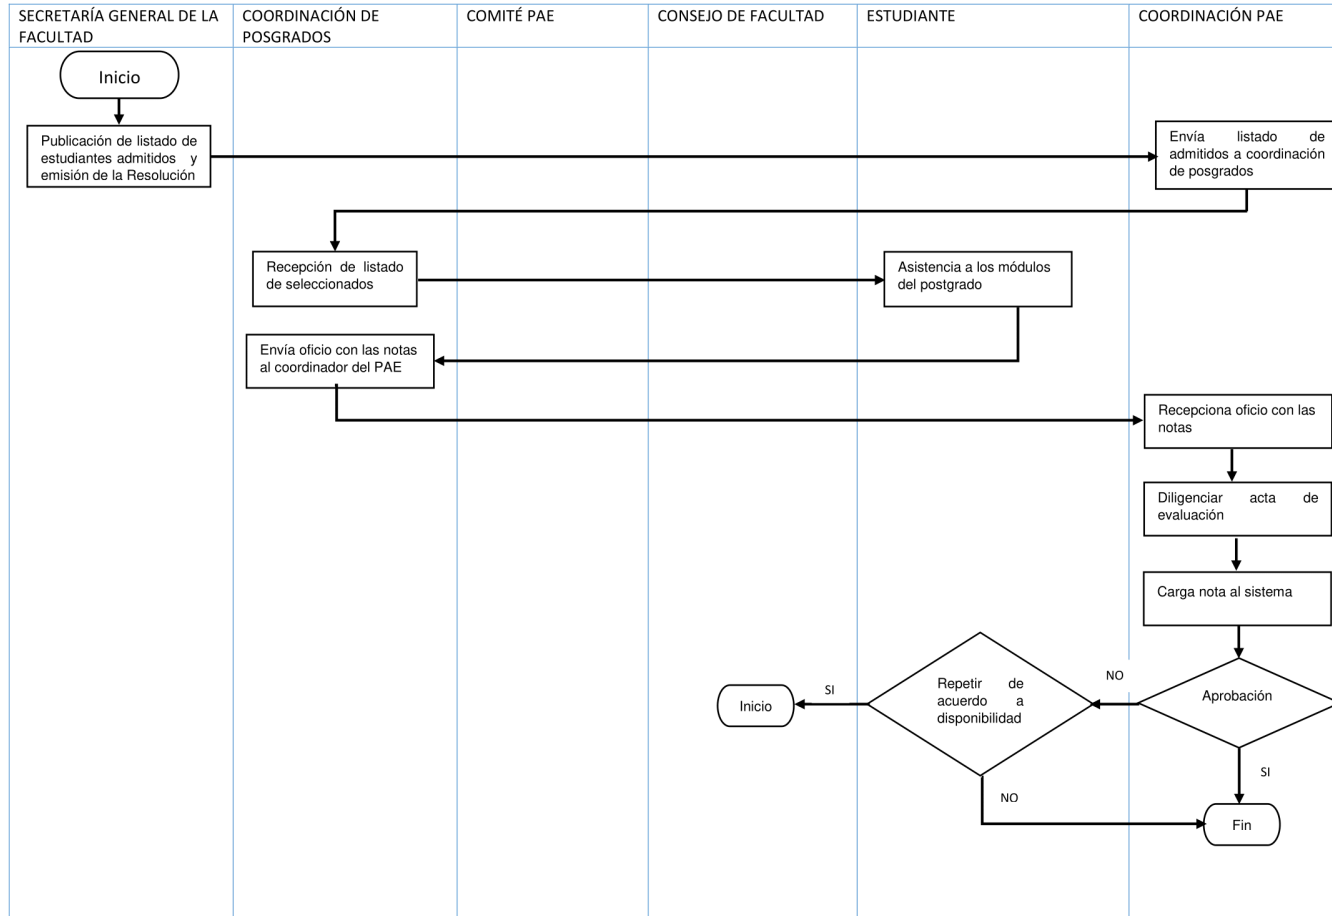 SECRETARÍA GENERAL DE LA
FACULTAD
COORDINACIÓN DE
POSGRADOS
COMITÉ PAE
CONSEJO DE FACULTAD
ESTUDIANTE
COORDINACIÓN PAE
Inicio
Publicación de listado de
estudiantes admitidos y
emisión de la Resolución
Envía listado de
admitidos a coordinación
de posgrados
Recepción de listado
de seleccionados
Asistencia a los módulos
del postgrado
Envía oficio con las notas
al coordinador del PAE
Recepciona oficio con las
notas
Diligenciar acta de
evaluación
Carga nota al sistema
Aprobación
NO
Repetir de
acuerdo a
disponibilidad
SI
Inicio
SI
NO
Fin